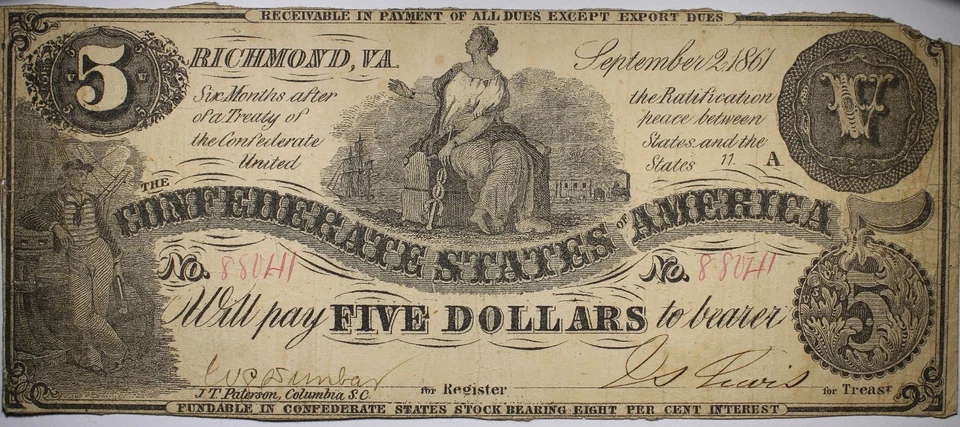 RECEIVABLE IN PAYMENT OF ALL DUES EXCEPT EXPORT DUES
5 RICHMOND, VA. September 2, 1861 V
Six Months after the Ratification
of a Treaty of peace between
the Confederate States and the
United States 11. A
THE CONFEDERATE STATES OF AMERICA
No. 88041 No. 88041
Will pay FIVE DOLLARS to bearer 5
for Register for Treasr
J.T. Paterson, Columbia S.C.
FUNDABLE IN CONFEDERATE STATES STOCK BEARING EIGHT PER CENT INTEREST